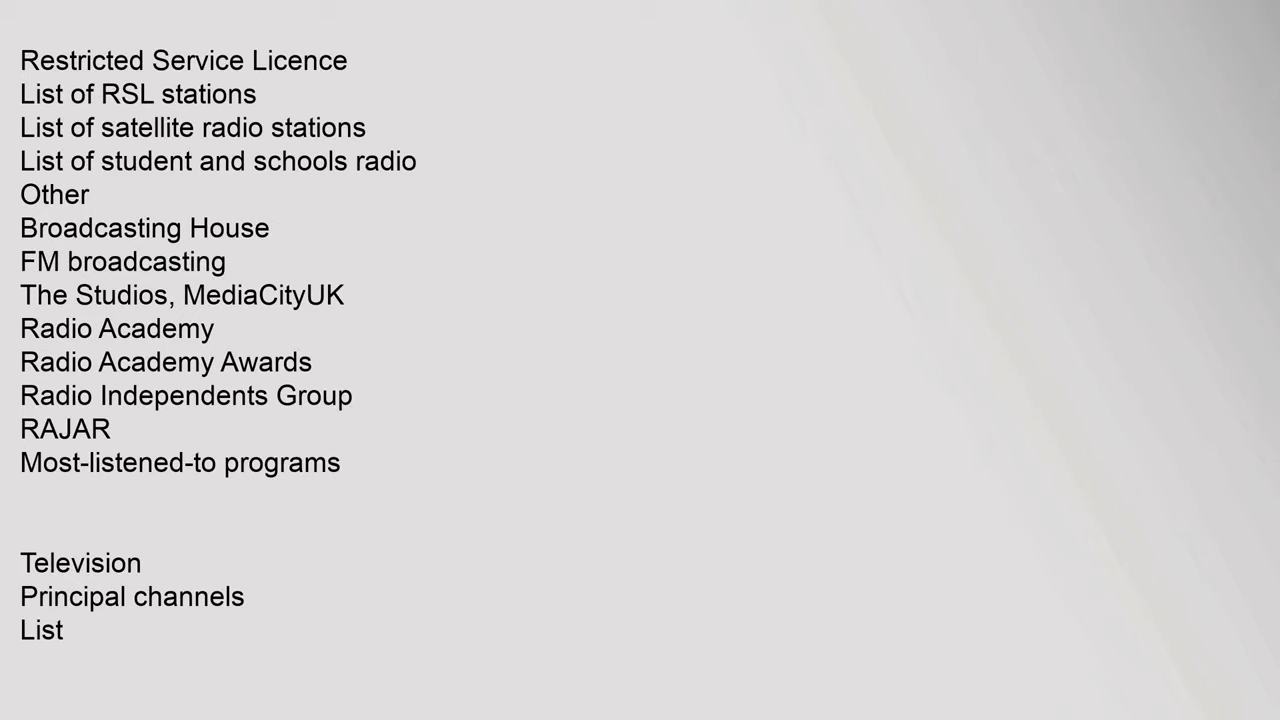 Restricted Service Licence
List of RSL stations
List of satellite radio stations
List of student and schools radio
Other
Broadcasting House
FM broadcasting
The Studios, MediaCityUK
Radio Academy
Radio Academy Awards
Radio Independents Group
RAJAR
Most-listened-to programs
Television
Principal channels
List